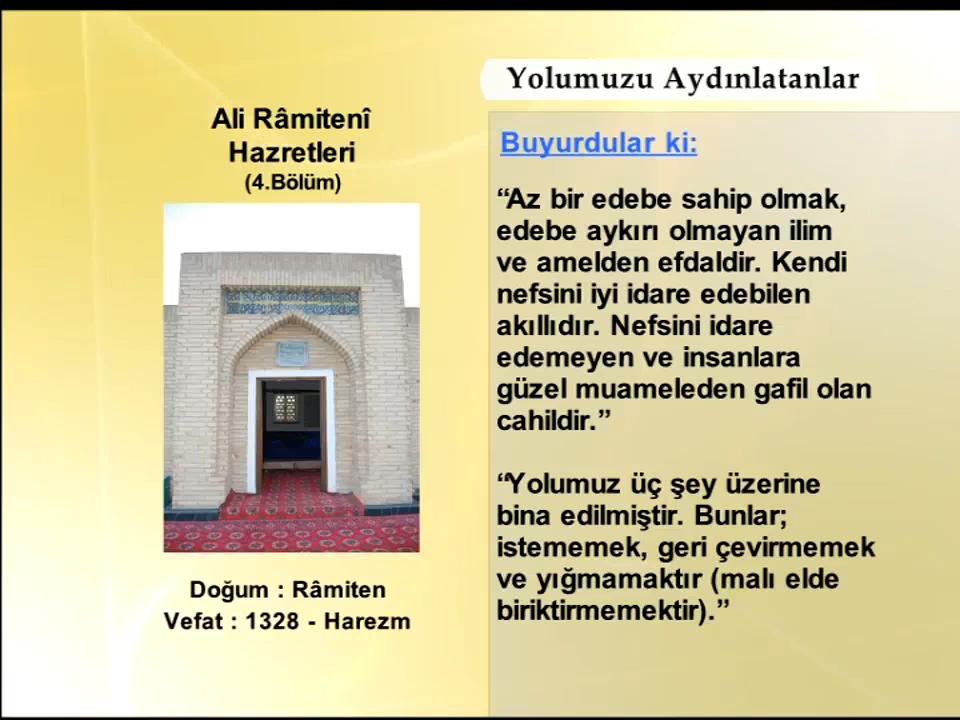 Yolumuzu Aydınlatanlar
Ali Râmitenî
Hazretleri
(4.Bölüm)
Doğum : Râmiten
Vefat : 1328 - Harezm
Buyurdular ki:
“Az bir edebe sahip olmak,
edebe aykırı olmayan ilim
ve amelden efdaldir. Kendi
nefsini iyi idare edebilen
akıllıdır. Nefsini idare
edemeyen ve insanlara
güzel muameleden gafil olan
cahildir.”
“Yolumuz üç şey üzerine
bina edilmiştir. Bunlar;
istememek, geri çevirmemek
ve yığmamaktır (malı elde
biriktirmemektir).”